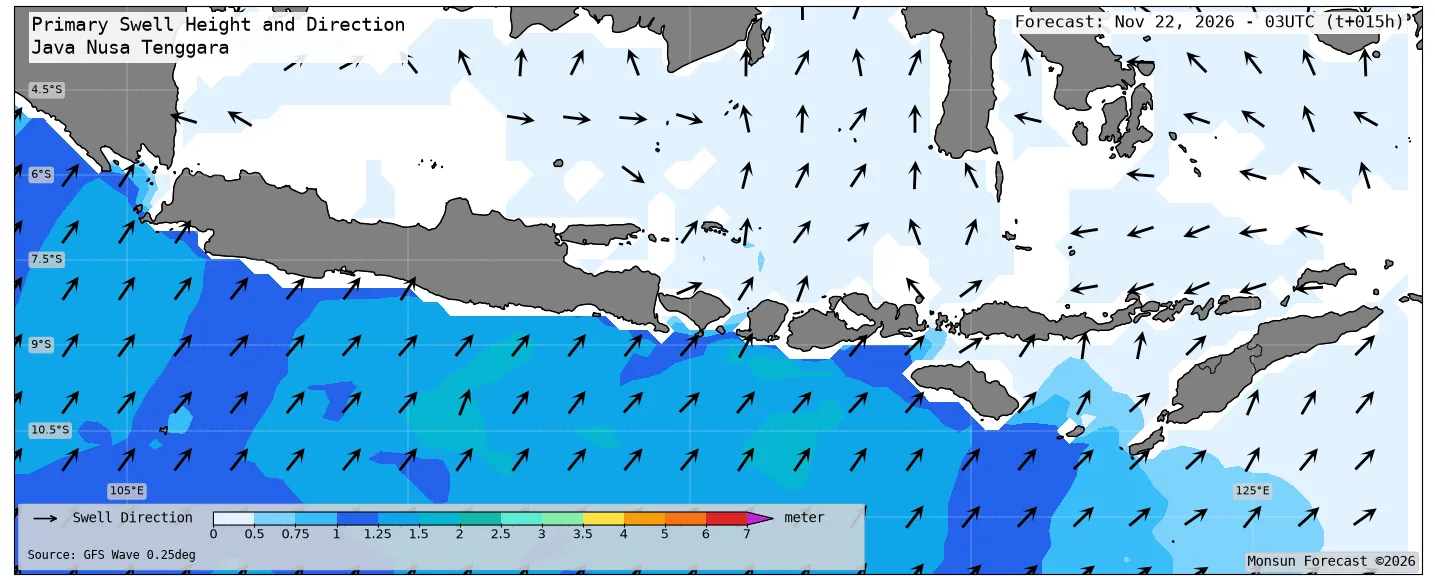 Primary Swell Height and Direction
Java Nusa Tenggara
Forecast: Nov 22, 2026 - 03UTC (t+015h)
4.5°S
6°S
7.5°S
9°S
10.5°S
105°E
125°E
Swell Direction
meter
0 0.5 0.75 1 1.25 1.5 2 2.5 3 3.5 4 5 6 7
Source: GFS Wave 0.25deg
Monsun Forecast ©2026